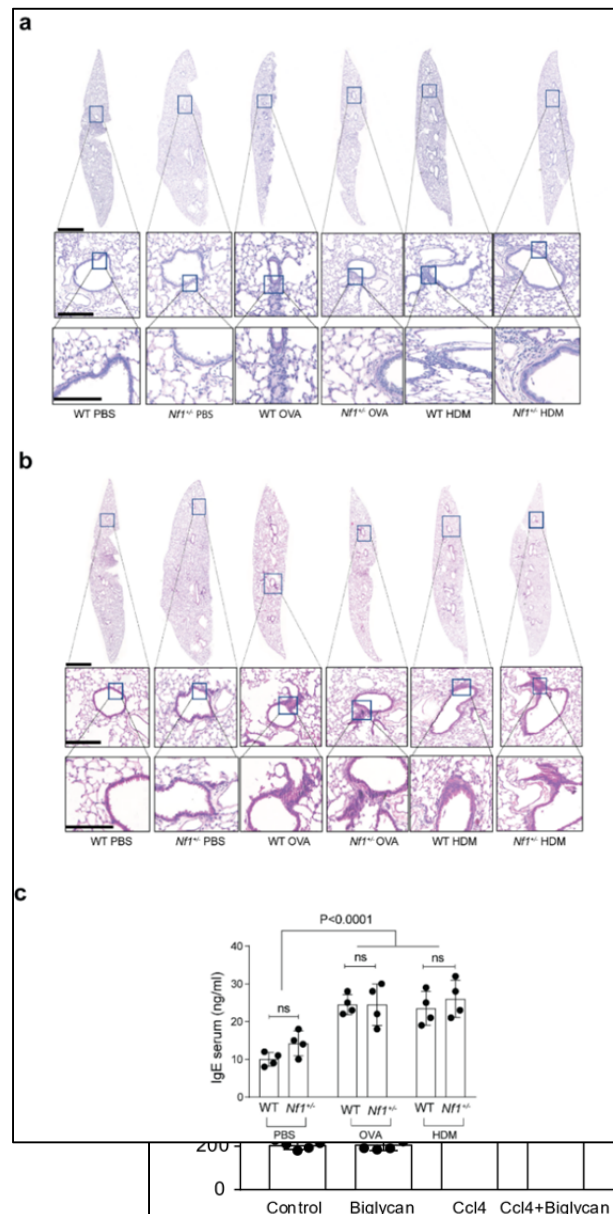 a
WT PBS Nf1+/- PBS WT OVA Nf1+/- OVA WT HDM Nf1+/- HDM
b
WT PBS Nf1+/- PBS WT OVA Nf1+/- OVA WT HDM Nf1+/- HDM
c
P<0.0001
40
ns ns
30
ns
20
10
0
IgE serum (ng/ml)
WT Nf1+/- WT Nf1+/- WT Nf1+/-
PBS OVA HDM
200
0
Control Biglycan Ccl4 Ccl4+Biglycan